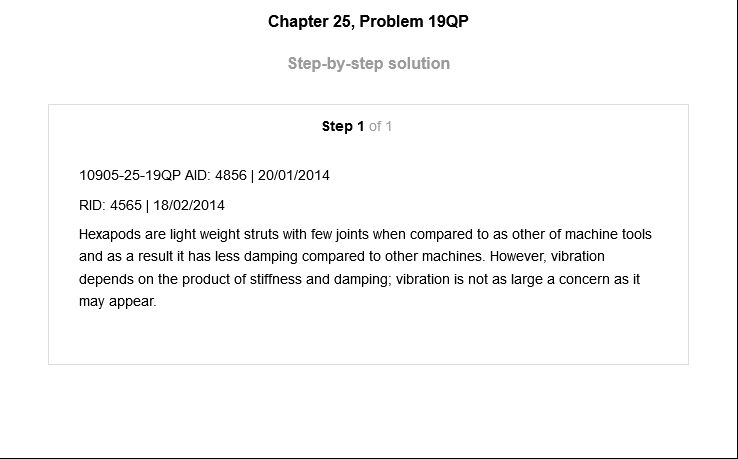 Chapter 25, Problem 19QP
Step-by-step solution
Step 1 of 1
10905-25-19QP AID: 4856 | 20/01/2014
RID: 4565 | 18/02/2014
Hexapods are light weight struts with few joints when compared to as other of machine tools
and as a result it has less damping compared to other machines. However, vibration
depends on the product of stiffness and damping; vibration is not as large a concern as it
may appear.